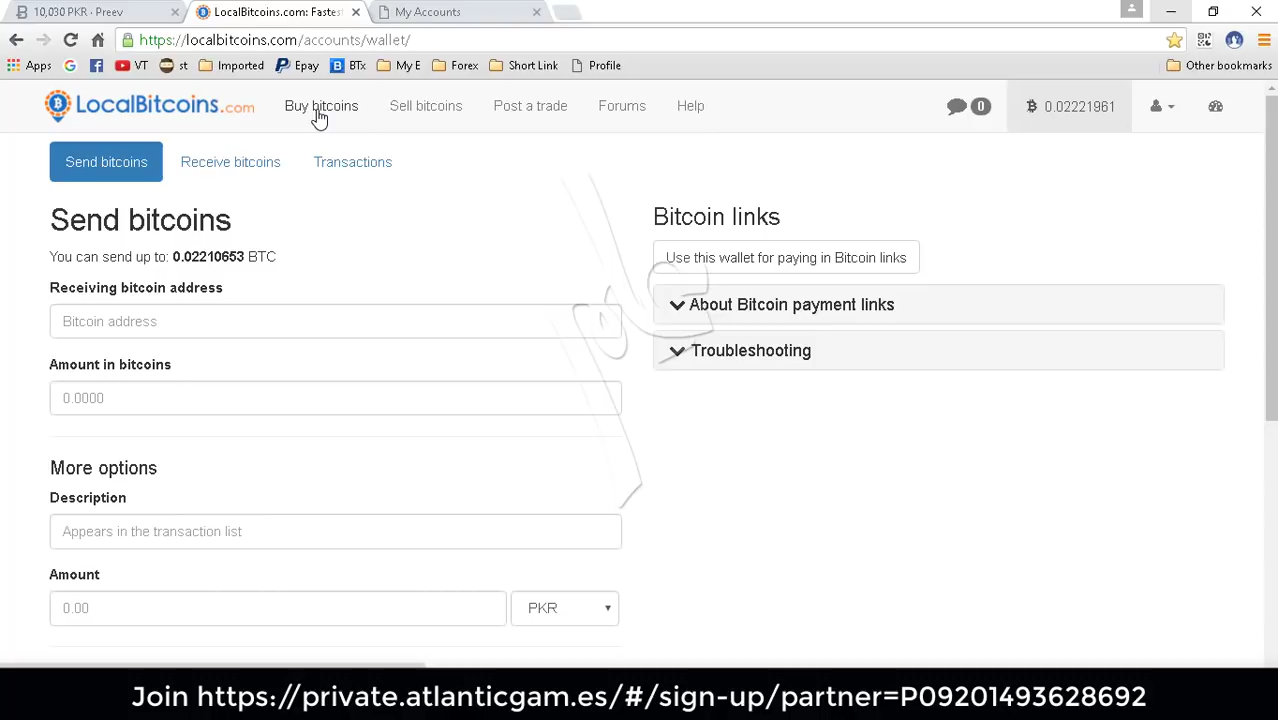 10,030 PKR · Preev
LocalBitcoins.com: Fastes
My Accounts
https://localbitcoins.com/accounts/wallet/
Apps
VT
st
Imported
Epay
BTx
My E
Forex
Short Link
Profile
Other bookmarks
LocalBitcoins.com
Buy bitcoins
Sell bitcoins
Post a trade
Forums
Help
0
0.02221961
Send bitcoins
Receive bitcoins
Transactions
Send bitcoins
You can send up to: 0.02210653 BTC
Receiving bitcoin address
Bitcoin address
Amount in bitcoins
0.0000
More options
Description
Appears in the transaction list
Amount
0.00
PKR
Bitcoin links
Use this wallet for paying in Bitcoin links
About Bitcoin payment links
Troubleshooting
Join https://private.atlanticgam.es/#/sign-up/partner=P09201493628692